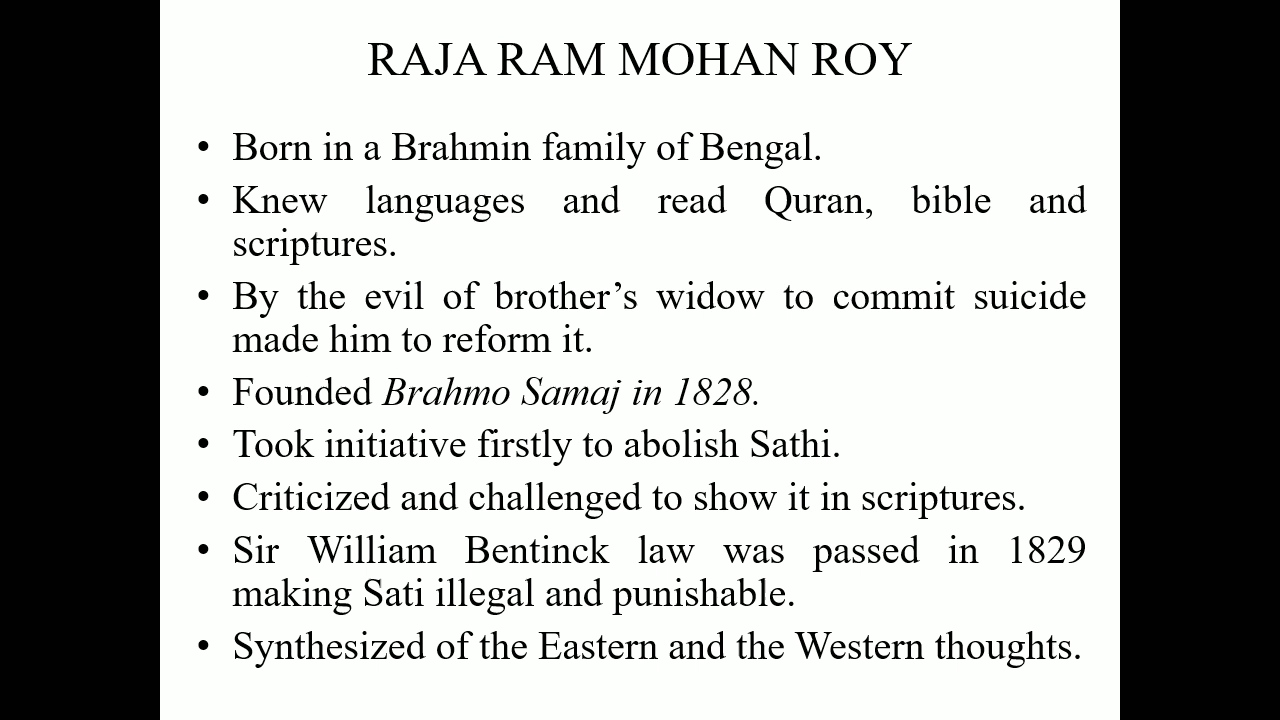 RAJA RAM MOHAN ROY
• Born in a Brahmin family of Bengal.
• Knew languages and read Quran, bible and
scriptures.
• By the evil of brother’s widow to commit suicide
made him to reform it.
• Founded Brahmo Samaj in 1828.
• Took initiative firstly to abolish Sathi.
• Criticized and challenged to show it in scriptures.
• Sir William Bentinck law was passed in 1829
making Sati illegal and punishable.
• Synthesized of the Eastern and the Western thoughts.